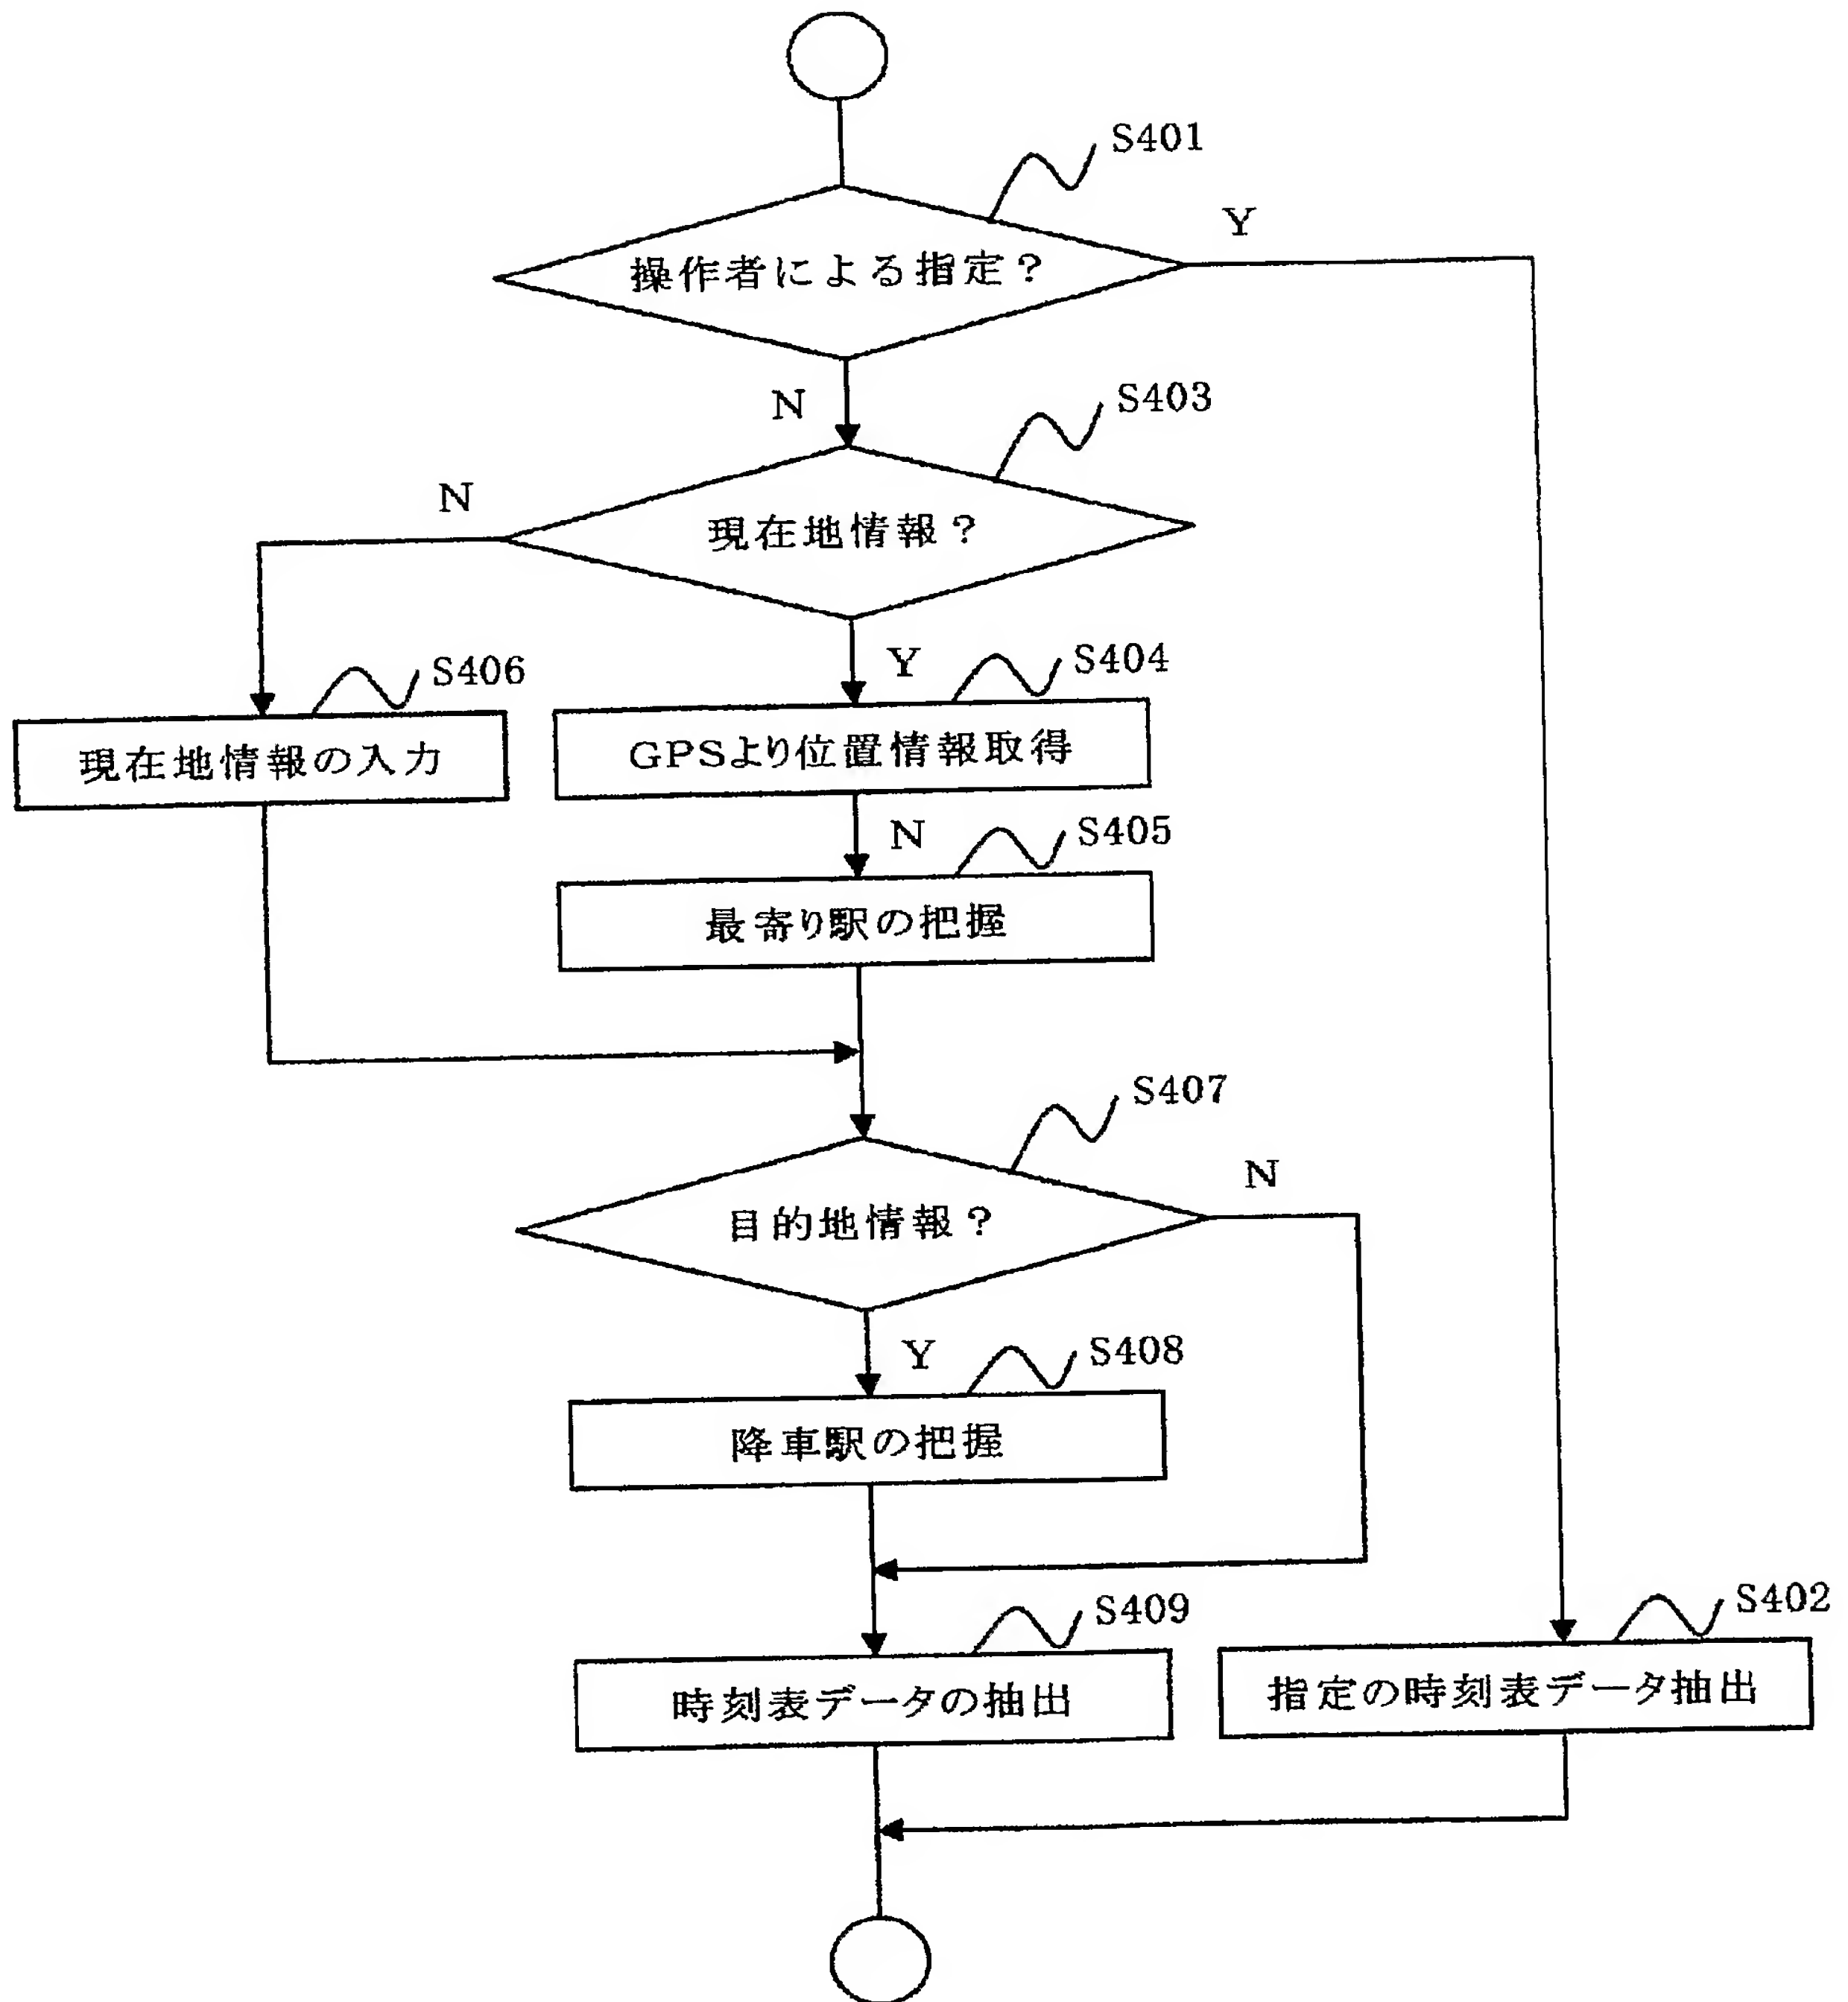 S401
Y
操作者による指定？
N
S403
N
現在地情報？
S406
Y
S404
現在地情報の入力
GPSより位置情報取得
N
S405
最寄り駅の把握
S407
N
目的地情報？
Y
S408
降車駅の把握
S409
S402
時刻表データの抽出
指定の時刻表データ抽出